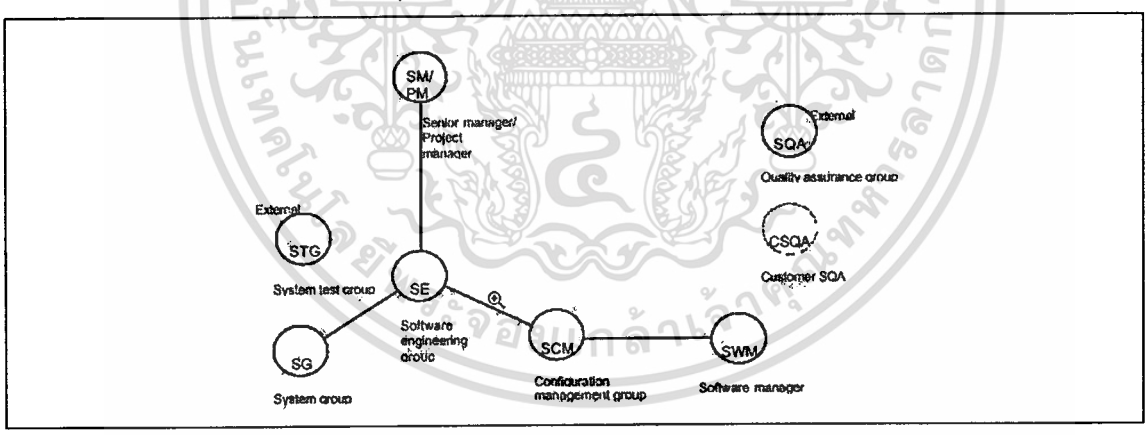 SM/
PM
Senior manager/
Project
manager
External
SQA
Quality assurance group
External
STG
CSQA
System test group
SE
Customer SQA
Software
engineering
group
SG
SCM
SWM
System group
Configuration
management group
Software manager